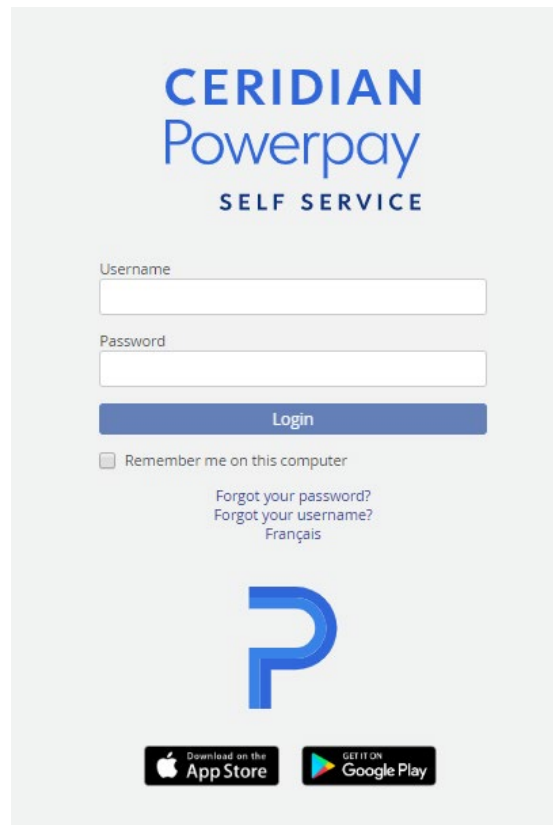 CERIDIAN
Powerpay
SELF SERVICE
Username
Password
Login
Remember me on this computer
Forgot your password?
Forgot your username?
Français
Download on the
App Store
GET IT ON
Google Play